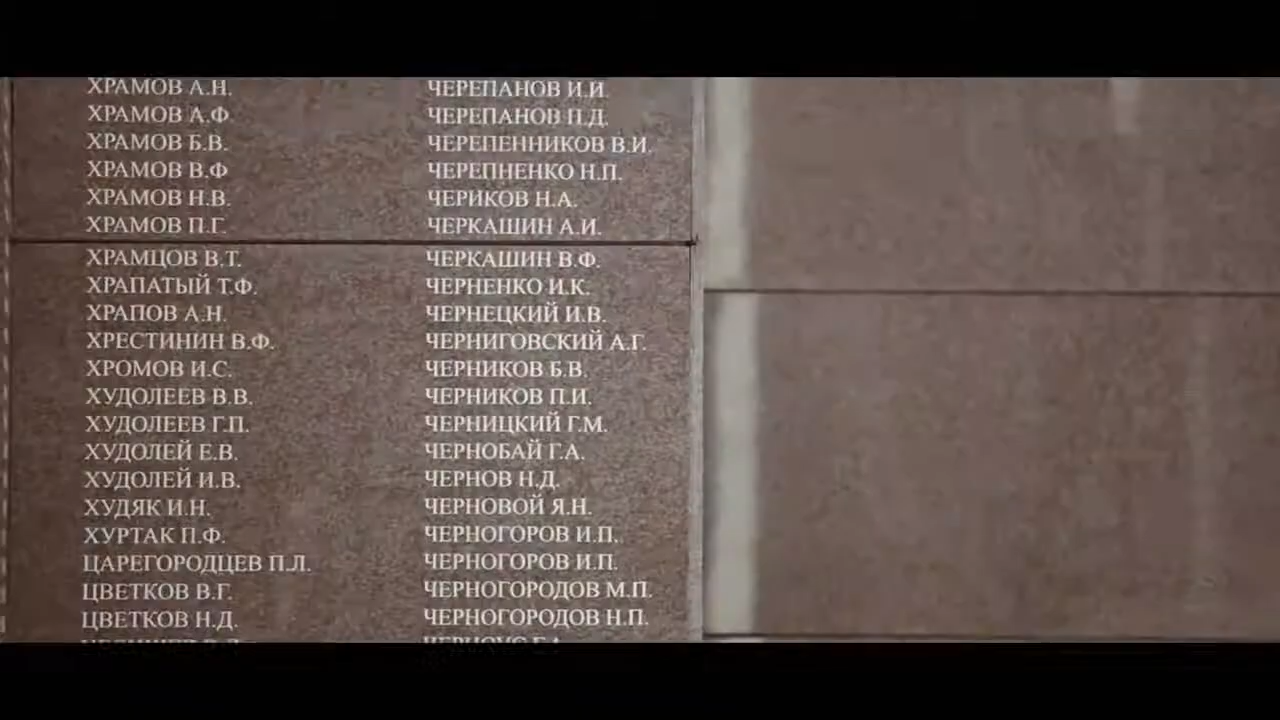 ХРАМОВ А.Н.
ХРАМОВ А.Ф.
ХРАМОВ Б.В.
ХРАМОВ В.Ф
ХРАМОВ Н.В.
ХРАМОВ П.Г.
ХРАМЦОВ В.Т.
ХРАПАТЫЙ Т.Ф.
ХРАПОВ А.Н.
ХРЕСТИНИН В.Ф.
ХРОМОВ И.С.
ХУДОЛЕЕВ В.В.
ХУДОЛЕЕВ Г.П.
ХУДОЛЕЙ Е.В.
ХУДОЛЕЙ И.В.
ХУДЯК И.Н.
ХУРТАК П.Ф.
ЦАРЕГОРОДЦЕВ П.Л.
ЦВЕТКОВ В.Г.
ЦВЕТКОВ Н.Д.
ЧЕРЕПАНОВ И.И.
ЧЕРЕПАНОВ П.Д.
ЧЕРЕПЕННИКОВ В.И.
ЧЕРЕПНЕНКО Н.П.
ЧЕРИКОВ Н.А.
ЧЕРКАШИН А.И.
ЧЕРКАШИН В.Ф.
ЧЕРНЕНКО И.К.
ЧЕРНЕЦКИЙ И.В.
ЧЕРНИГОВСКИЙ А.Г.
ЧЕРНИКОВ Б.В.
ЧЕРНИКОВ П.И.
ЧЕРНИЦКИЙ Г.М.
ЧЕРНОБАЙ Г.А.
ЧЕРНОВ Н.Д.
ЧЕРНОВОЙ Я.Н.
ЧЕРНОГОРОВ И.П.
ЧЕРНОГОРОВ И.П.
ЧЕРНОГОРОДОВ М.П.
ЧЕРНОГОРОДОВ Н.П.